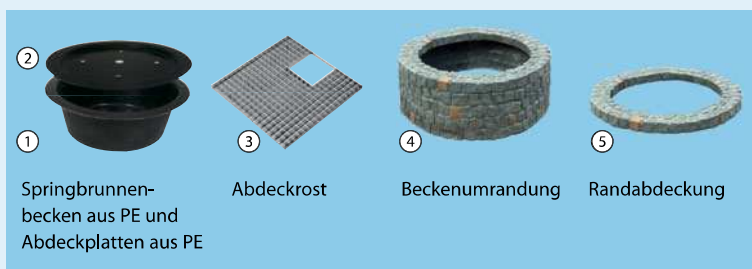 2
1
3
4
5
Springbrunnen-
becken aus PE und
Abdeckplatten aus PE
Abdeckrost
Beckenumrandung
Randabdeckung